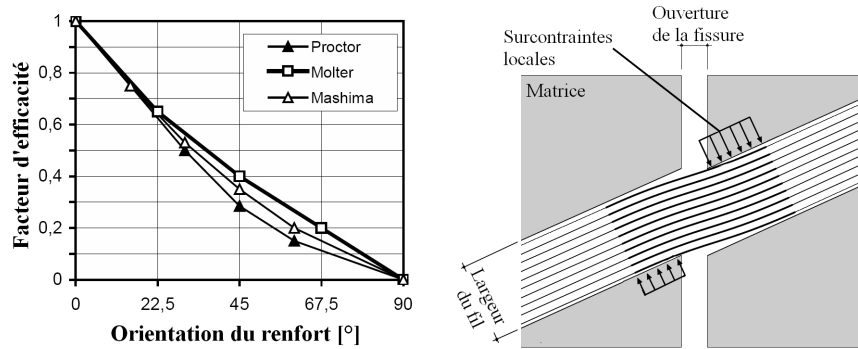 Facteur d'efficacité
1
0,8
0,6
0,4
0,2
0
0
22,5
45
67,5
90
Orientation du renfort [°]
Proctor
Molter
Mashima
Ouverture
de la fissure
Surcontraintes
locales
Matrice
Largeur
du fil